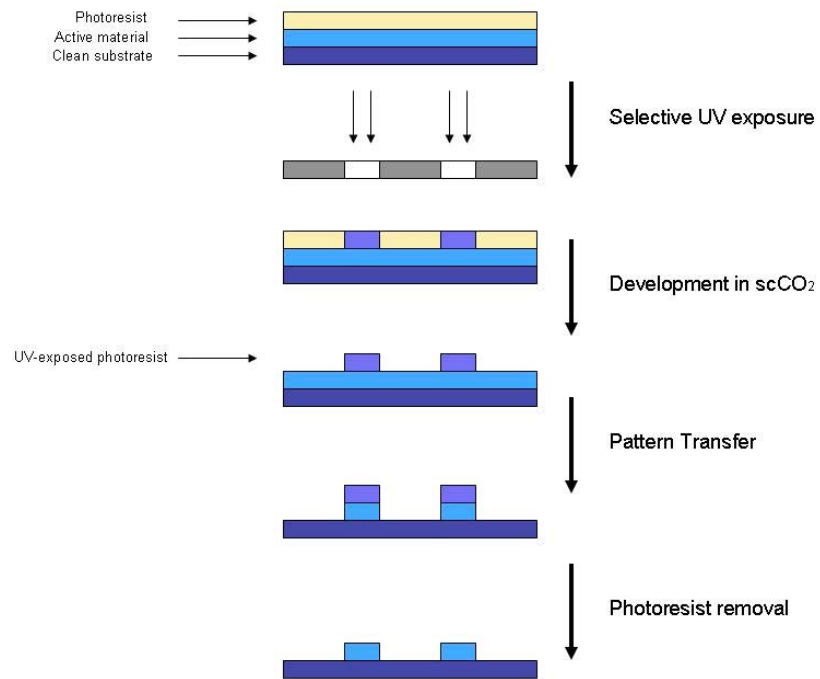 Photoresist
Active material
Clean substrate
Selective UV exposure
Development in scCO₂
UV-exposed photoresist
Pattern Transfer
Photoresist removal